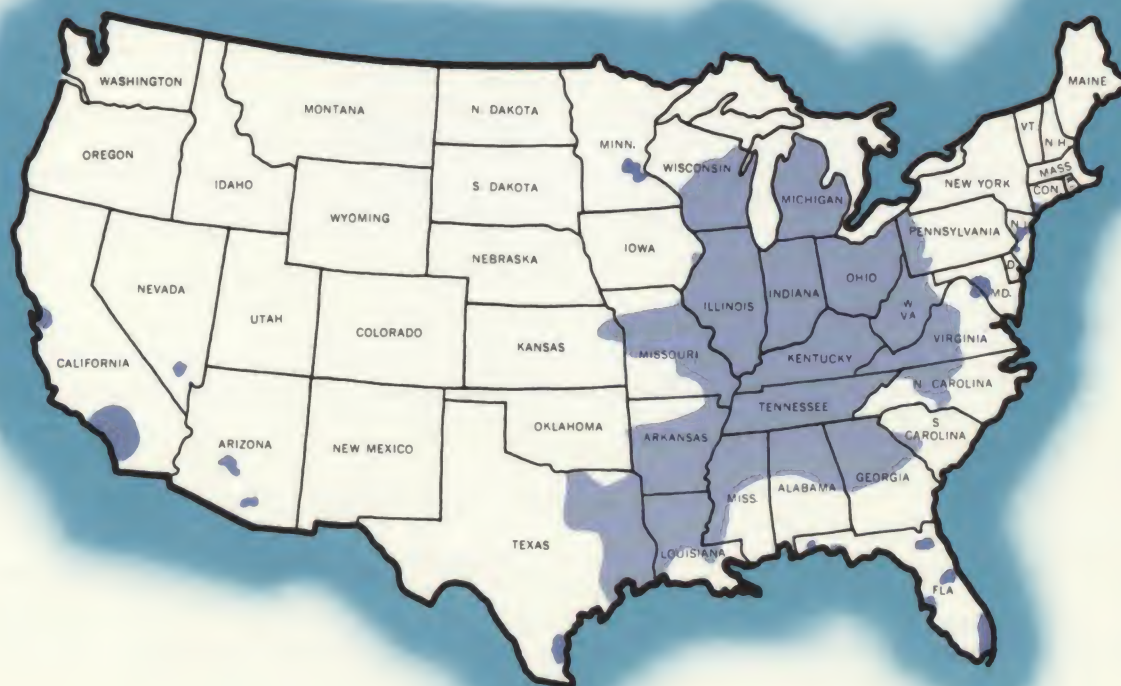 WASHINGTON
MONTANA
N. DAKOTA
MINN.
MAINE
OREGON
IDAHO
S. DAKOTA
WISCONSIN
MICHIGAN
VT.
N.H.
MASS
CON.
NEW YORK
WYOMING
NEBRASKA
IOWA
PENNSYLVANIA
N.J.
D.
MD.
NEVADA
UTAH
COLORADO
KANSAS
MISSOURI
ILLINOIS
INDIANA
OHIO
W
VA
VIRGINIA
KENTUCKY
CALIFORNIA
ARIZONA
NEW MEXICO
OKLAHOMA
ARKANSAS
TENNESSEE
N. CAROLINA
S
CAROLINA
TEXAS
LOUISIANA
MISS.
ALABAMA
GEORGIA
FLA